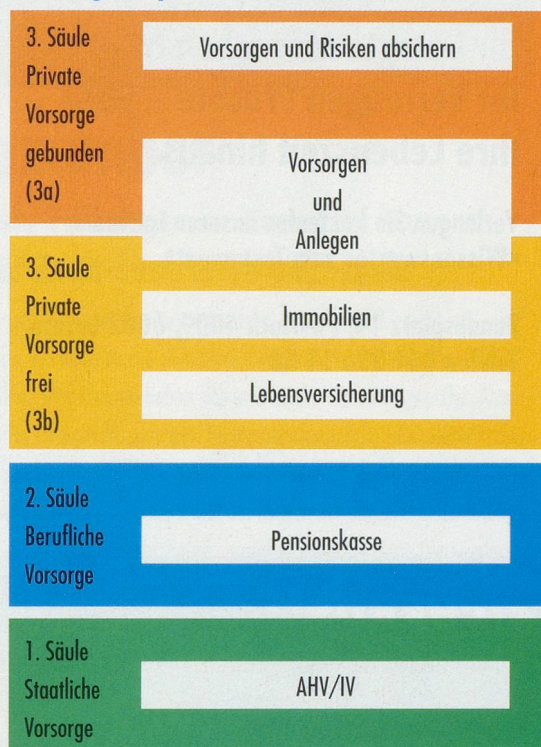 3. Säule
Private
Vorsorge
gebunden
(3a)
Vorsorgen und Risiken absichern
Vorsorgen
und
Anlegen
3. Säule
Private
Vorsorge
frei
(3b)
Immobilien
Lebensversicherung
2. Säule
Berufliche
Vorsorge
Pensionskasse
1. Säule
Staatliche
Vorsorge
AHV/IV